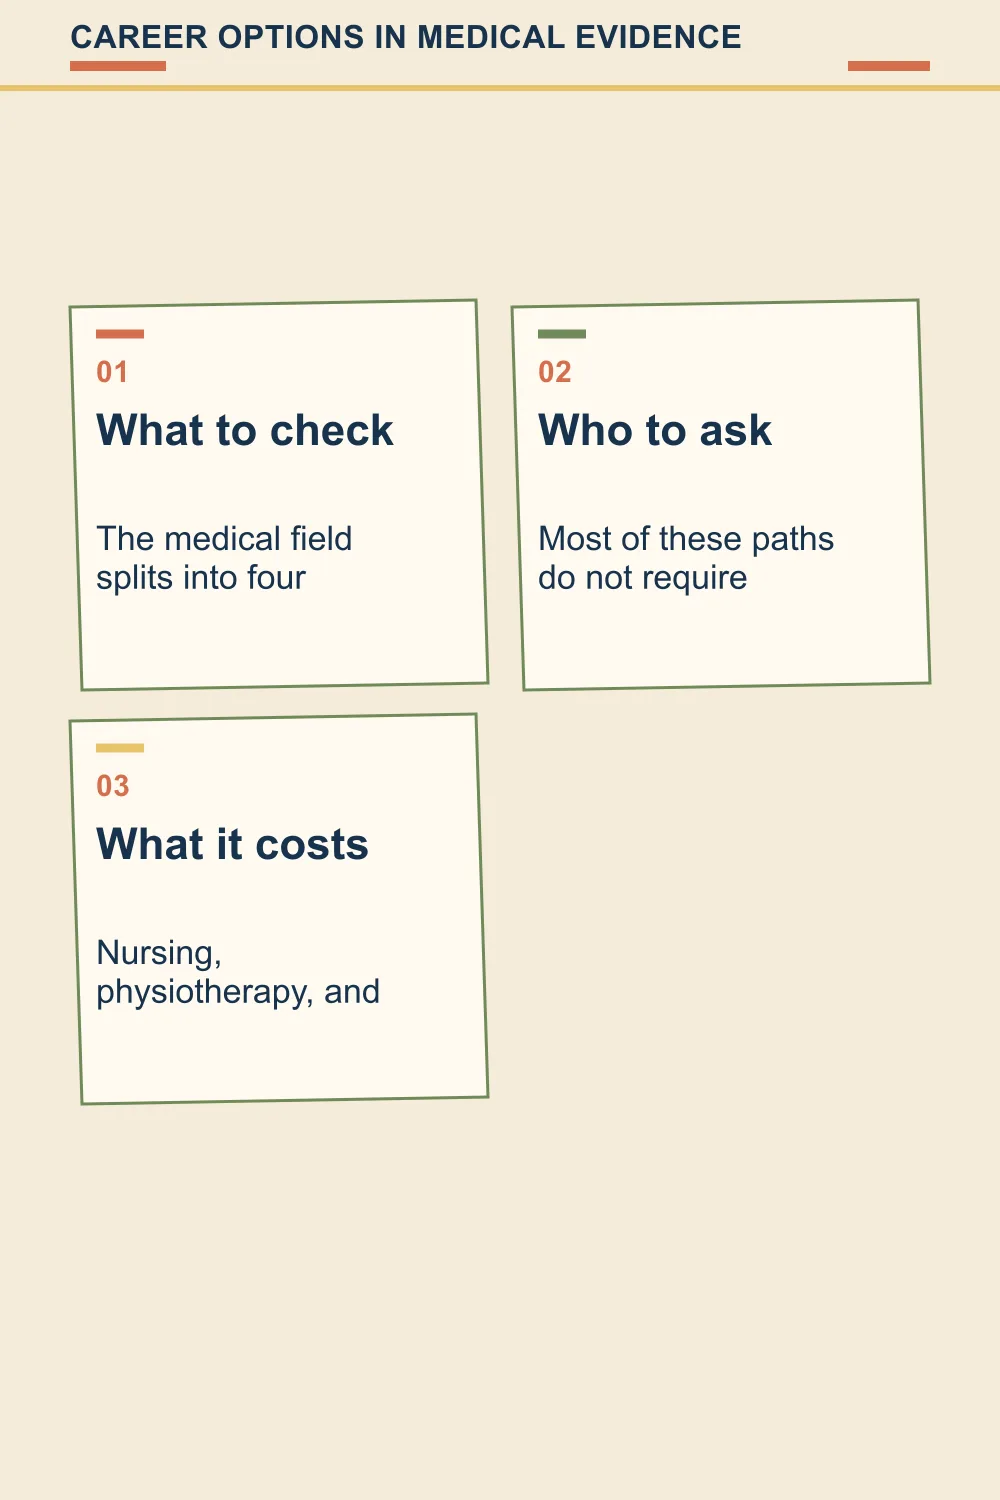 CAREER OPTIONS IN MEDICAL EVIDENCE
01
What to check
The medical field
splits into four
02
Who to ask
Most of these paths
do not require
03
What it costs
Nursing,
physiotherapy, and